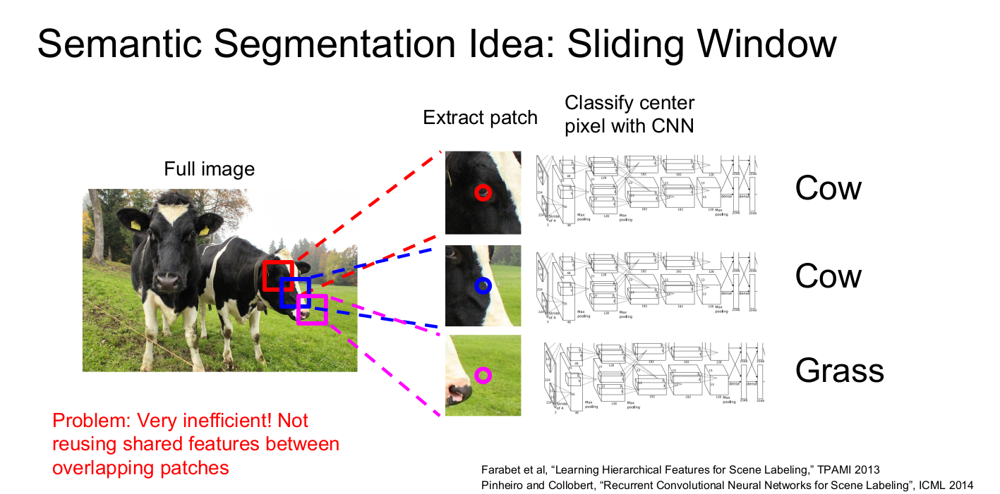 Semantic Segmentation Idea: Sliding Window
Extract patch
Classify center
pixel with CNN
Full image
Cow
Cow
Grass
Problem: Very inefficient! Not
reusing shared features between
overlapping patches
Farabet et al, “Learning Hierarchical Features for Scene Labeling,” TPAMI 2013
Pinheiro and Collobert, “Recurrent Convolutional Neural Networks for Scene Labeling”, ICML 2014